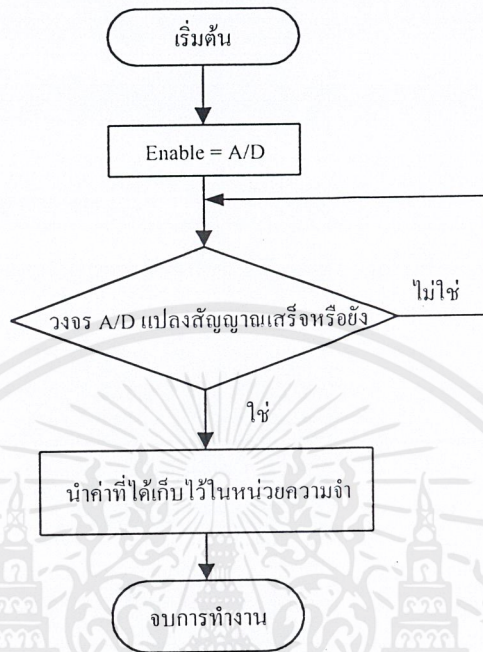 เริ่มต้น
Enable = A/D
วงจร A/D แปลงสัญญาณเสร็จหรือยัง
ไม่ใช่
ใช่
นำค่าที่ได้เก็บไว้ในหน่วยความจำ
จบการทำงาน